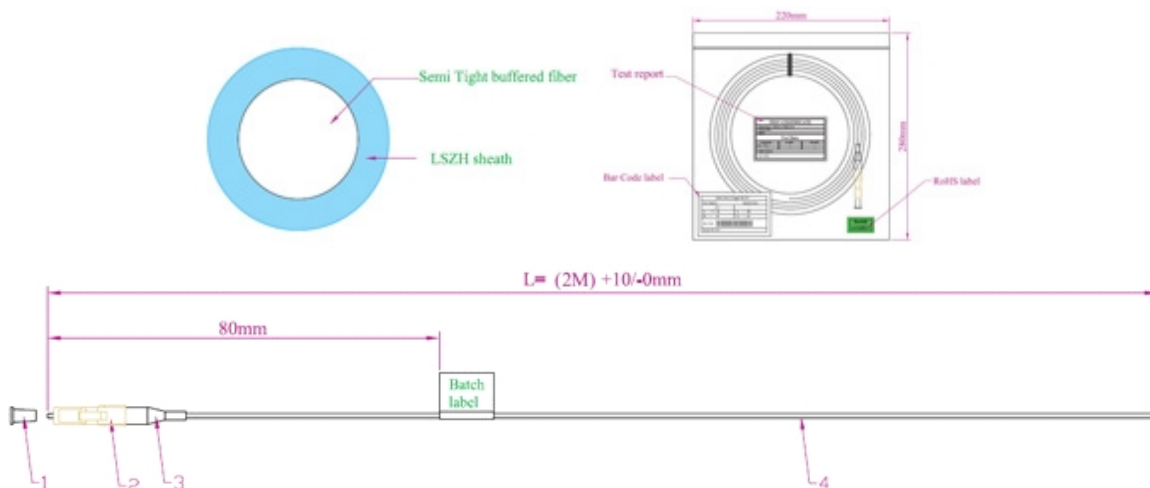 220mm
Semi Tight buffered fiber
Test report
280mm
LSZH sheath
Bar Code label
RoHS label
L= (2M) +10/-0mm
80mm
Batch
label
1
2
3
4